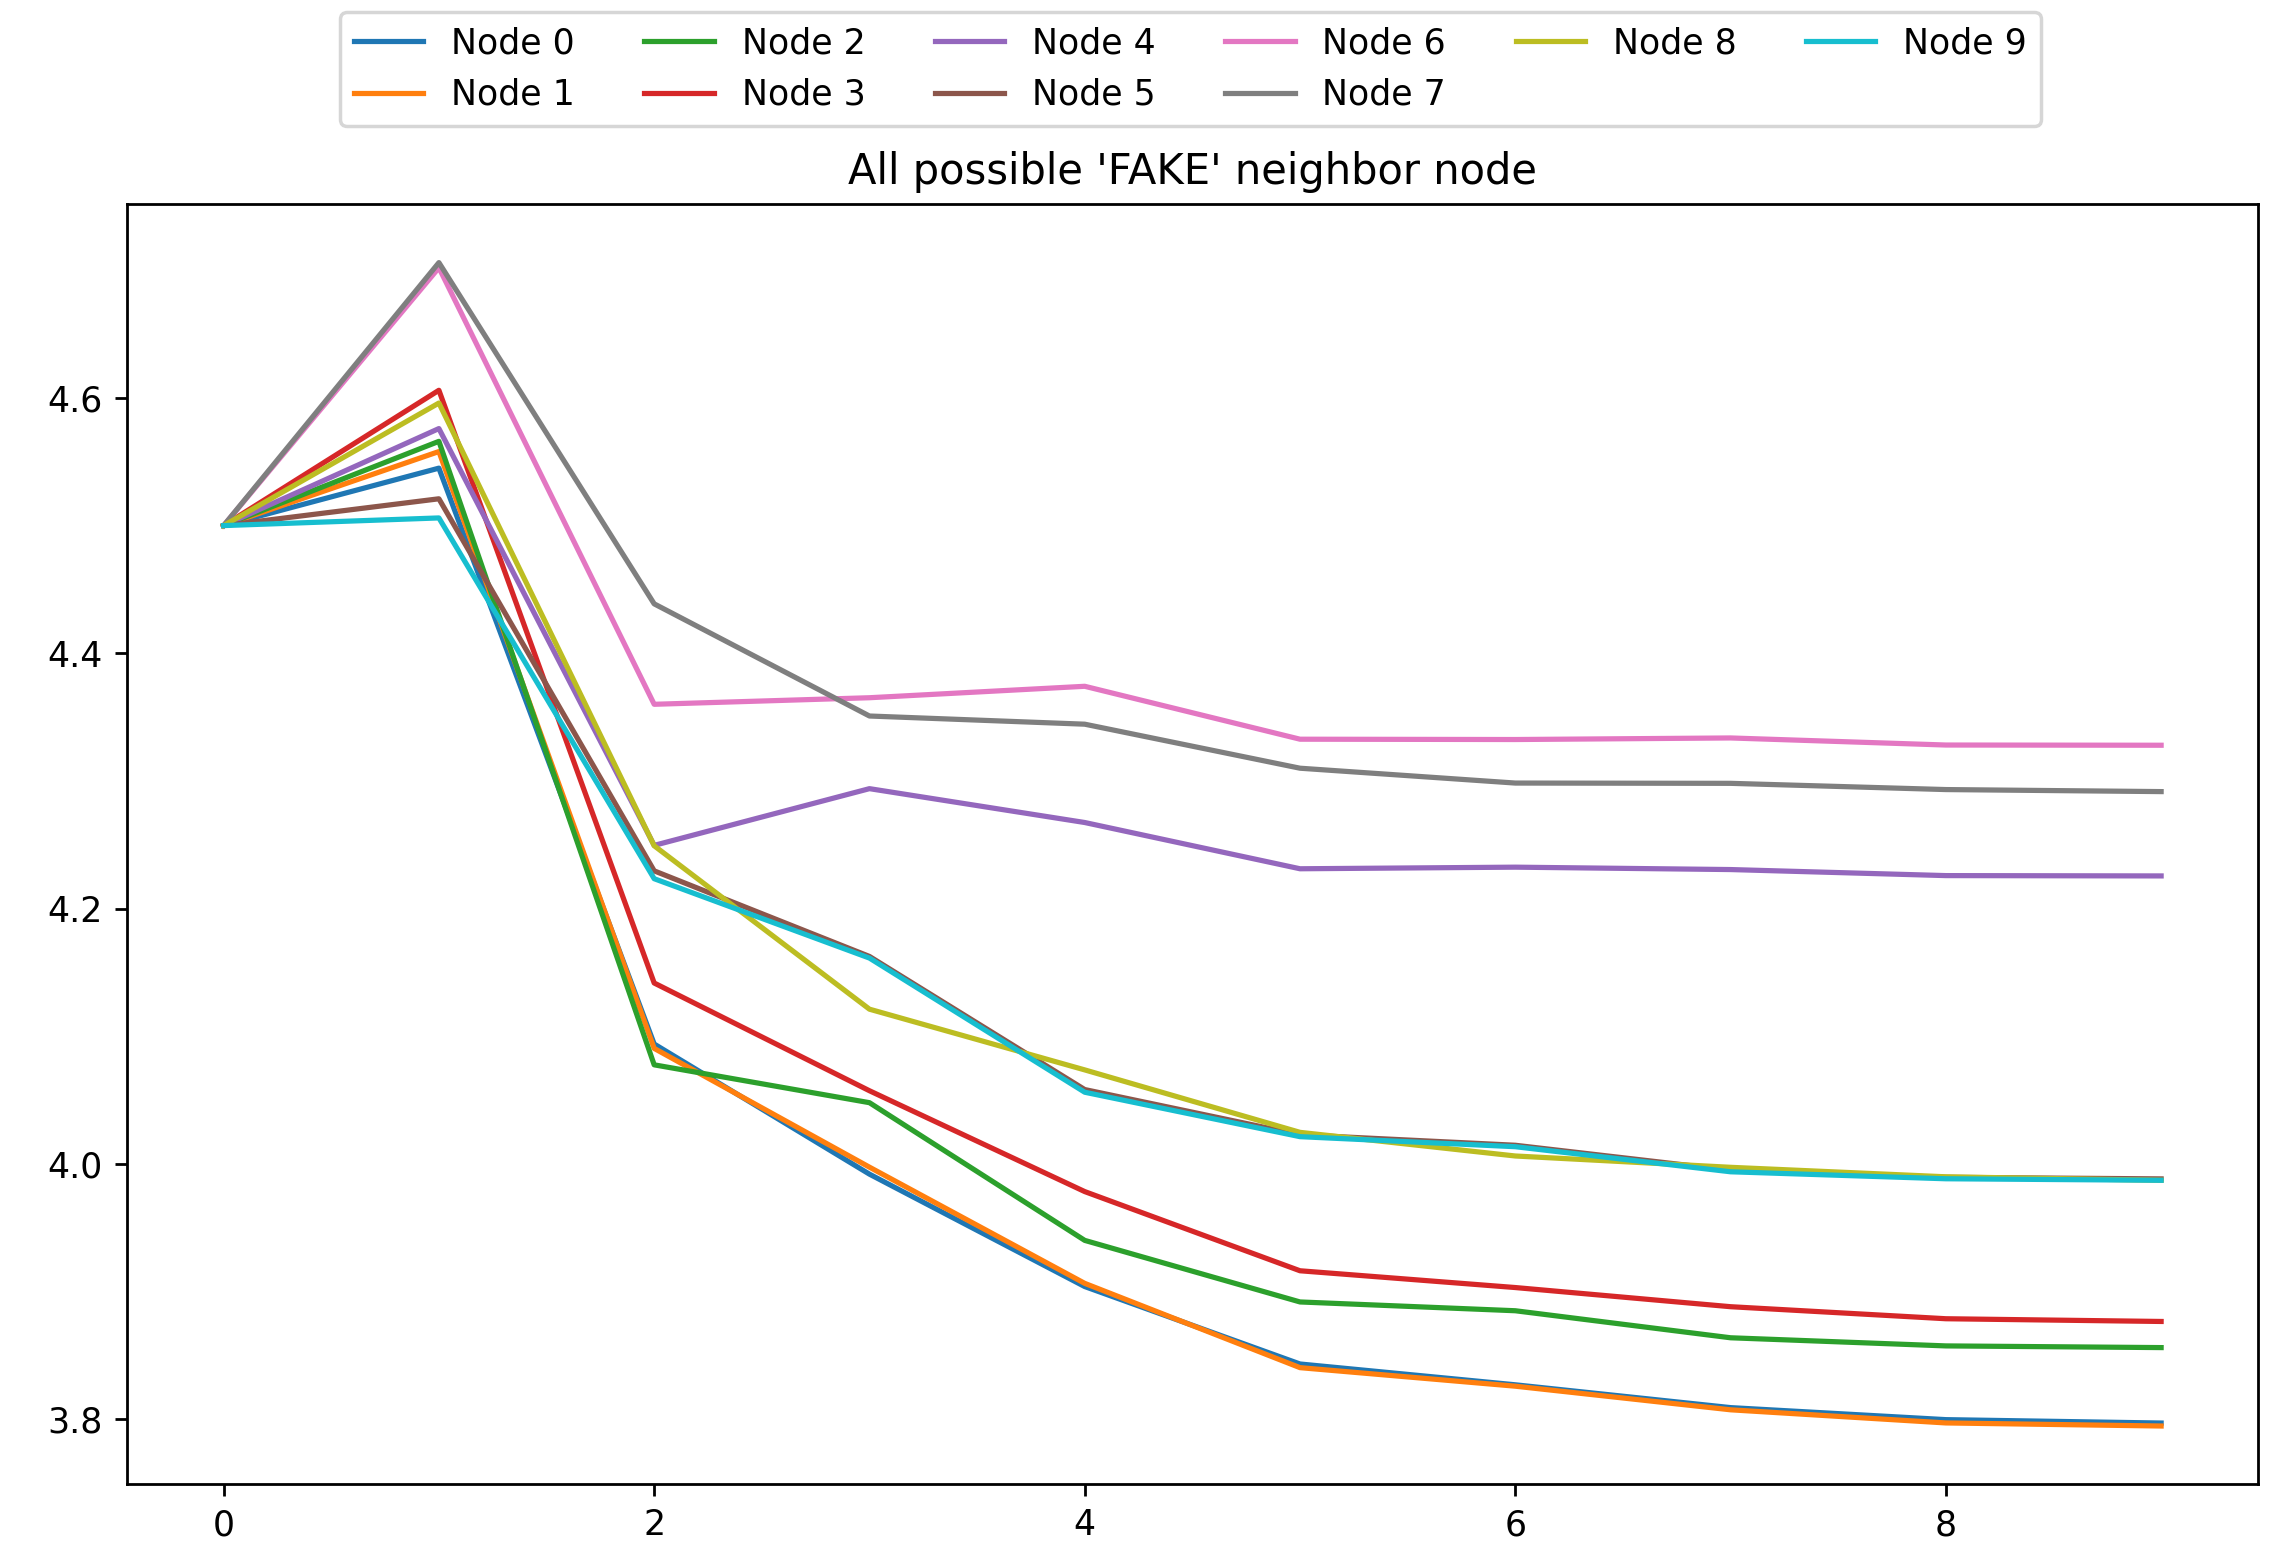 Node 0 Node 2 Node 4 Node 6 Node 8 Node 9
Node 1 Node 3 Node 5 Node 7
All possible 'FAKE' neighbor node
4.6
4.4
4.2
4.0
3.8
0 2 4 6 8